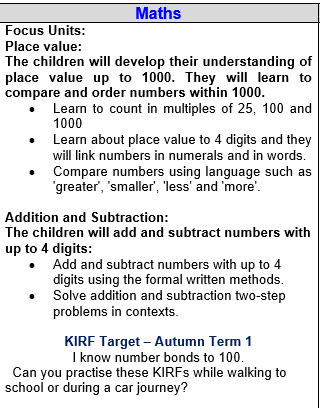 Maths
Focus Units:
Place value:
The children will develop their understanding of
place value up to 1000. They will learn to
compare and order numbers within 1000.
• Learn to count in multiples of 25, 100 and
1000
• Learn about place value to 4 digits and they
will link numbers in numerals and in words.
• Compare numbers using language such as
'greater', 'smaller', 'less' and 'more'.
Addition and Subtraction:
The children will add and subtract numbers with
up to 4 digits:
• Add and subtract numbers with up to 4
digits using the formal written methods.
• Solve addition and subtraction two-step
problems in contexts.
KIRF Target – Autumn Term 1
I know number bonds to 100.
Can you practise these KIRFs while walking to
school or during a car journey?